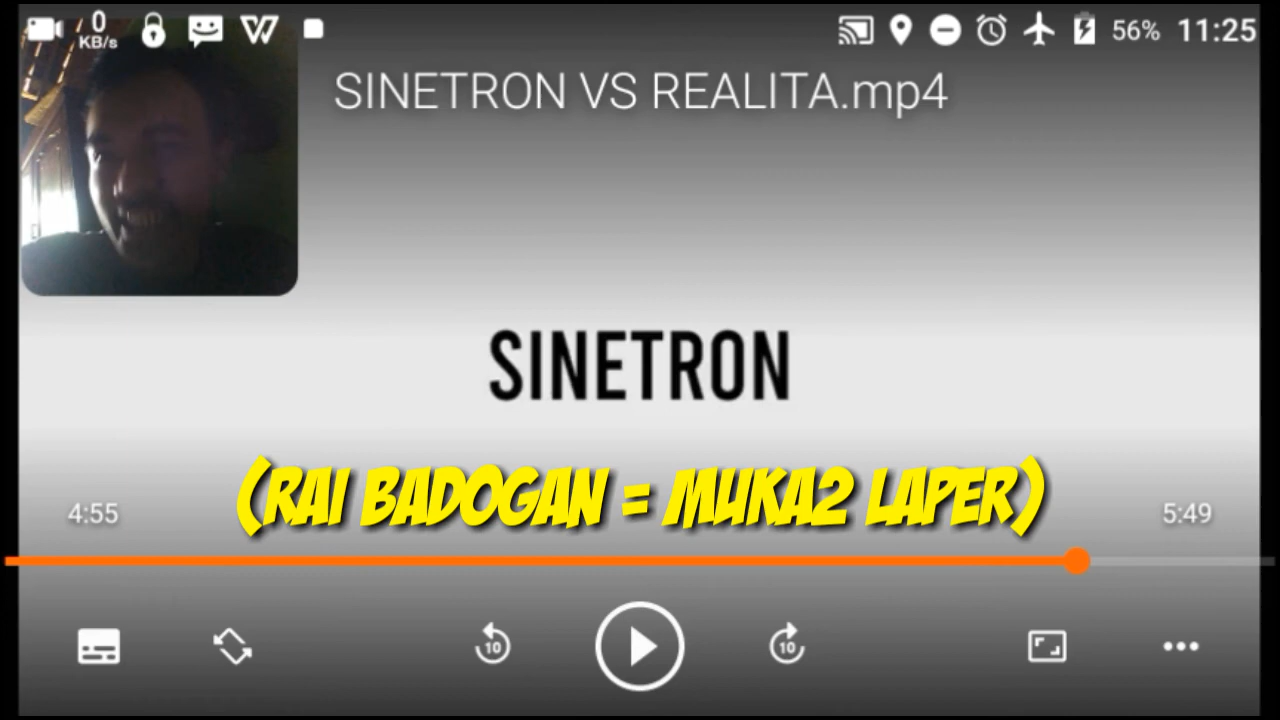 0
KB/s
56%
11:25
SINETRON VS REALITA.mp4
SINETRON
(RAI BADOGAN = MUKA2 LAPER)
4:55
5:49
10
10